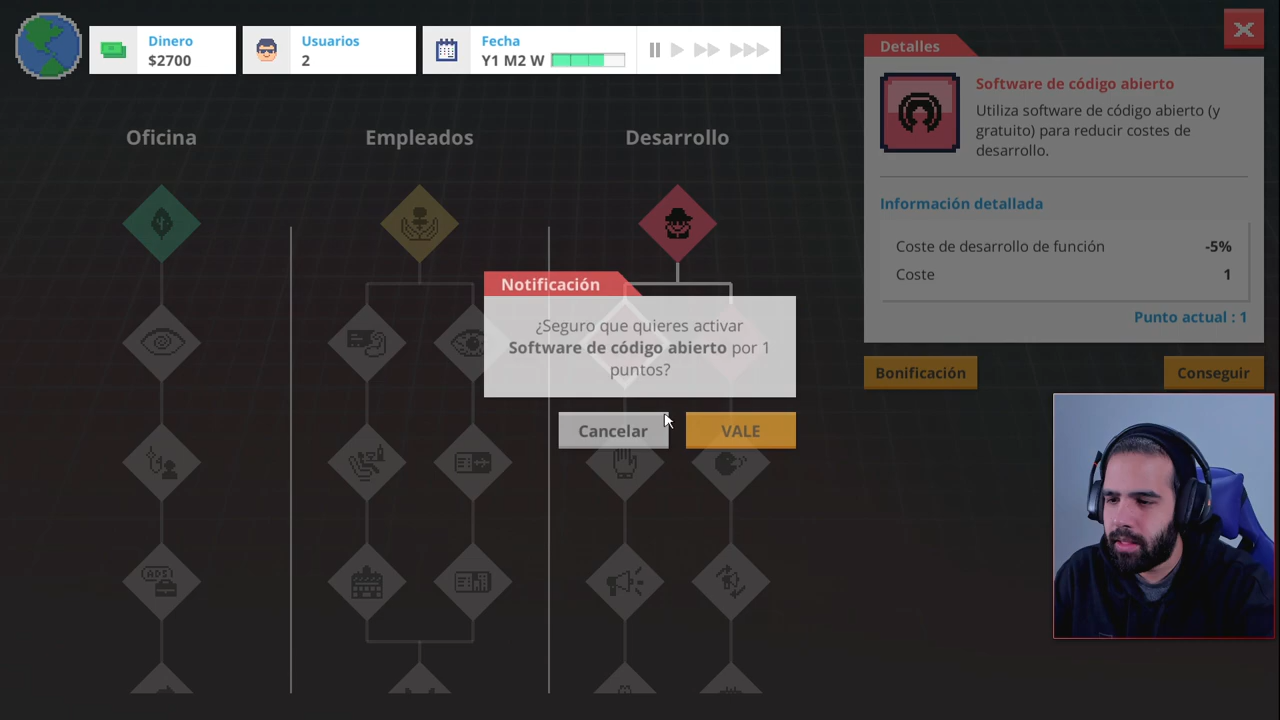 Dinero
$2700
Usuarios
2
Fecha
Y1 M2 W
Detalles
Software de código abierto
Utiliza software de código abierto (y
gratuito) para reducir costes de
desarrollo.
Información detallada
Coste de desarrollo de función -5%
Coste 1
Punto actual : 1
Bonificación
Conseguir
Oficina
Empleados
Desarrollo
Notificación
¿Seguro que quieres activar
Software de código abierto por 1
puntos?
Cancelar
VALE
ADS